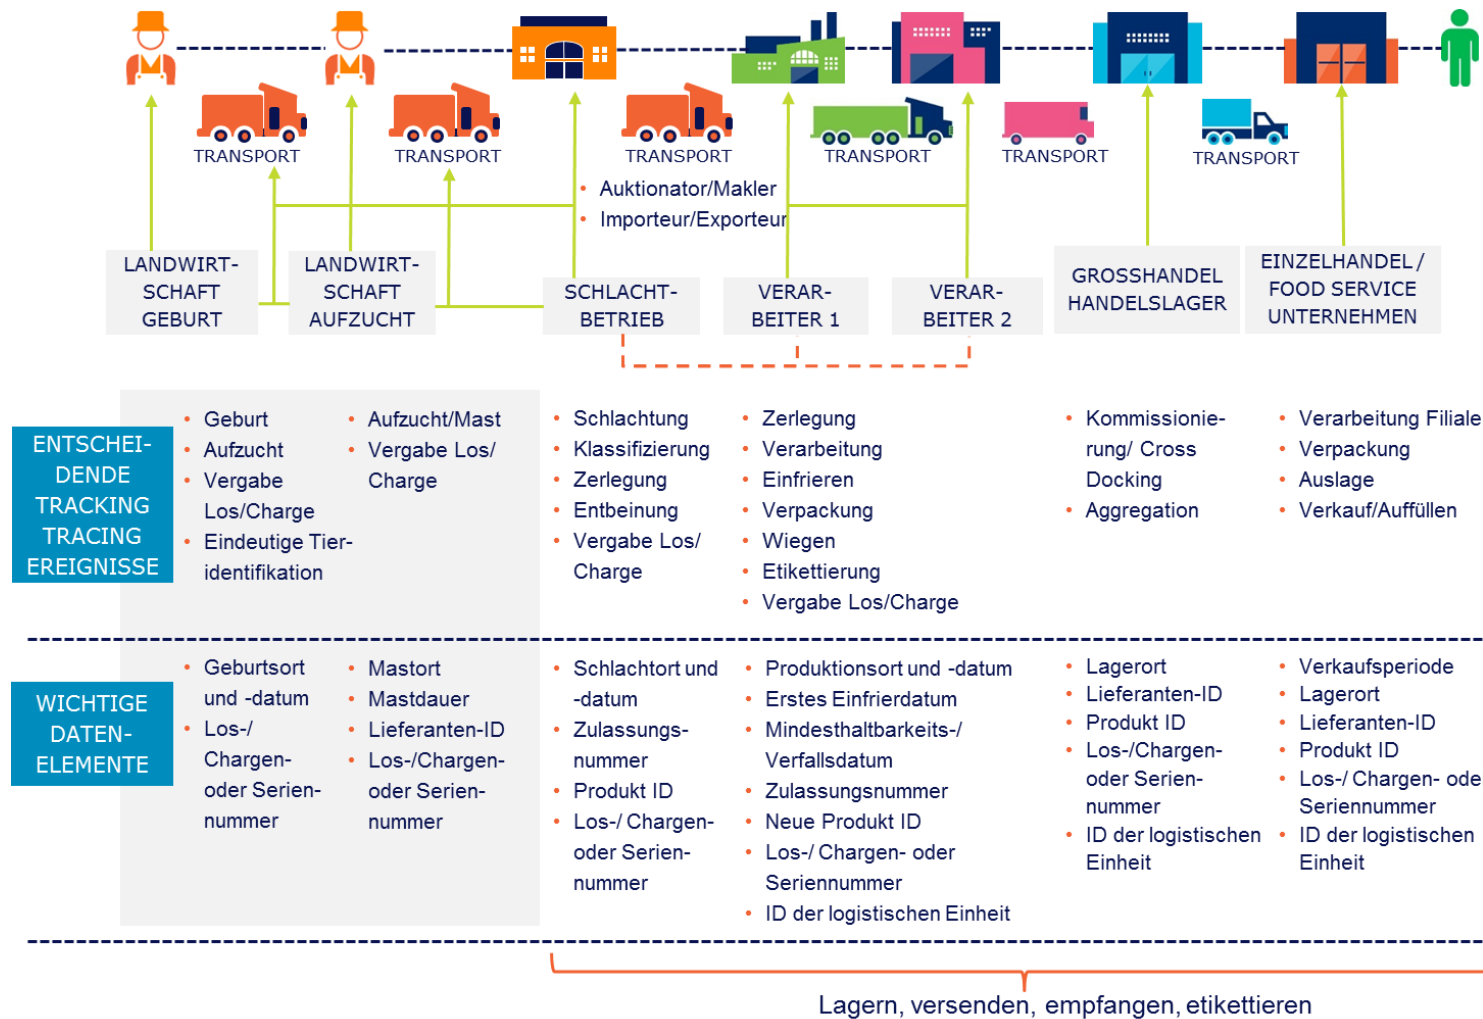 TRANSPORT
TRANSPORT
TRANSPORT
TRANSPORT
TRANSPORT
TRANSPORT
• Auktionator/Makler
• Importeur/Exporteur
LANDWIRT-
SCHAFT
GEBURT
LANDWIRT-
SCHAFT
AUFZUCHT
SCHLACHT-
BETRIEB
VERAR-
BEITER 1
VERAR-
BEITER 2
GROSSHANDEL
HANDELSLAGER
EINZELHANDEL /
FOOD SERVICE
UNTERNEHMEN
ENTSCHEI-
DENDE
TRACKING
TRACING
EREIGNISSE
• Geburt
• Aufzucht
• Vergabe
Los/Charge
• Eindeutige Tier-
identifikation
• Aufzucht/Mast
• Vergabe Los/
Charge
• Schlachtung
• Klassifizierung
• Zerlegung
• Entbeinung
• Vergabe Los/
Charge
• Zerlegung
• Verarbeitung
• Einfrieren
• Verpackung
• Wiegen
• Etikettierung
• Vergabe Los/Charge
• Kommissionie-
rung/ Cross
Docking
• Aggregation
• Verarbeitung Filiale
• Verpackung
• Auslage
• Verkauf/Auffüllen
WICHTIGE
DATEN-
ELEMENTE
• Geburtsort
und -datum
• Los-/
Chargen-
oder Serien-
nummer
• Mastort
• Mastdauer
• Lieferanten-ID
• Los-/Chargen-
oder Serien-
nummer
• Schlachtort und
-datum
• Zulassungs-
nummer
• Produkt ID
• Los-/ Chargen-
oder Serien-
nummer
• Produktionsort und -datum
• Erstes Einfrierdatum
• Mindesthaltbarkeits-/
Verfallsdatum
• Zulassungsnummer
• Neue Produkt ID
• Los-/ Chargen- oder
Seriennummer
• ID der logistischen Einheit
• Lagerort
• Lieferanten-ID
• Produkt ID
• Los-/Chargen-
oder Serien-
nummer
• ID der logistischen
Einheit
• Verkaufsperiode
• Lagerort
• Lieferanten-ID
• Produkt ID
• Los-/ Chargen- ode
Seriennummer
• ID der logistischen
Einheit
Lagern, versenden, empfangen, etikettieren